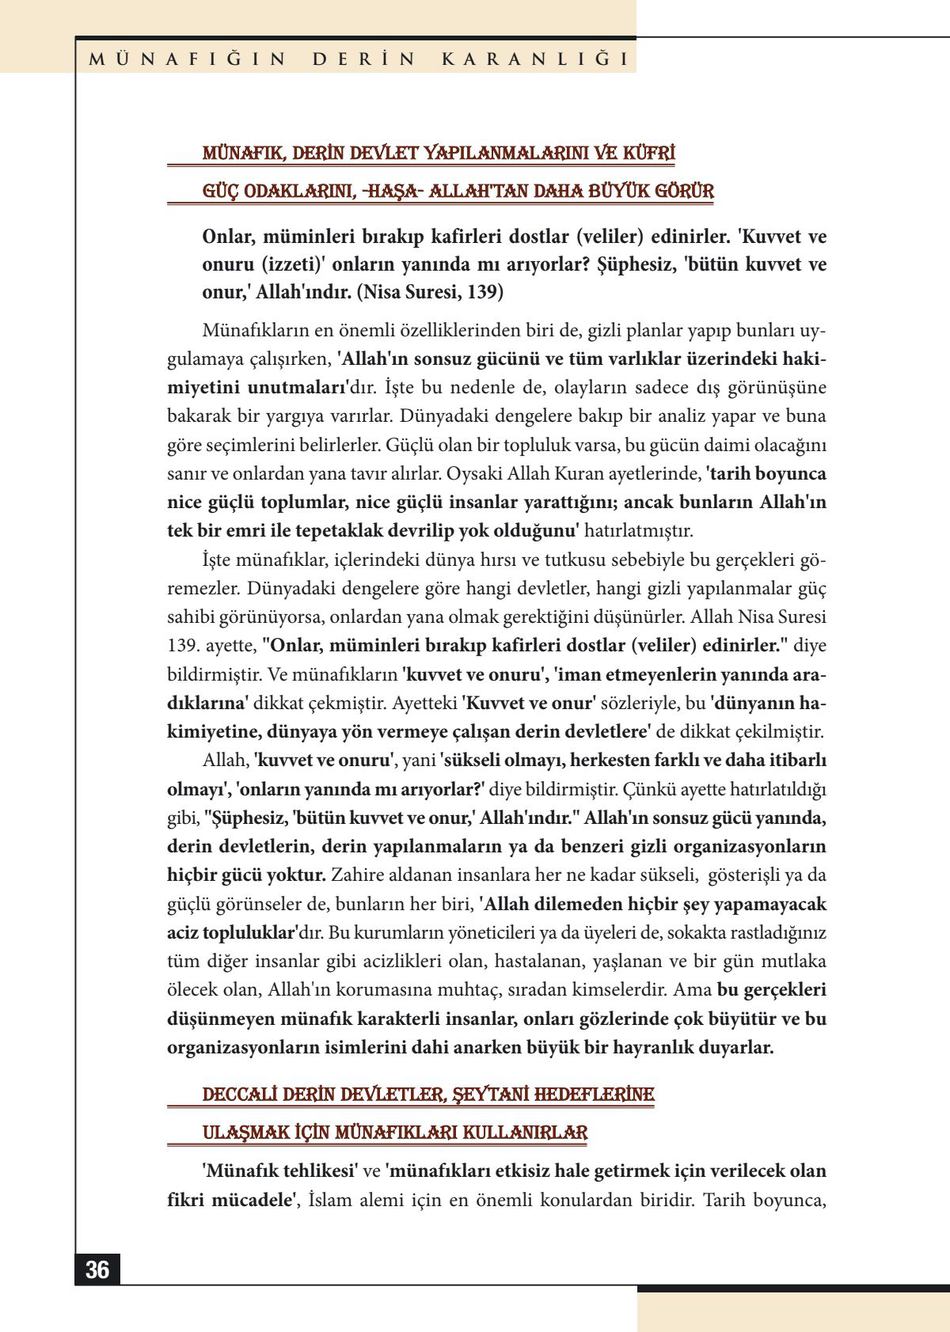 MÜNAFIĞIN DERİN KARANLIĞI
MÜNAFIK, DERİN DEVLET YAPILANMALARINI VE KÜFRİ
GÜÇ ODAKLARINI, -HAŞA- ALLAH'TAN DAHA BÜYÜK GÖRÜR
Onlar, müminleri bırakıp kafirleri dostlar (veliler) edinirler. 'Kuvvet ve
onuru (izzeti)' onların yanında mı arıyorlar? Şüphesiz, 'bütün kuvvet ve
onur,' Allah'ındır. (Nisa Suresi, 139)
Münafıkların en önemli özelliklerinden biri de, gizli planlar yapıp bunları uy-
gulamaya çalışırken, 'Allah'ın sonsuz gücünü ve tüm varlıklar üzerindeki haki-
miyetini unutmaları'dır. İşte bu nedenle de, olayların sadece dış görünüşüne
bakarak bir yargıya varırlar. Dünyadaki dengelere bakıp bir analiz yapar ve buna
göre seçimlerini belirlerler. Güçlü olan bir topluluk varsa, bu gücün daimi olacağını
sanır ve onlardan yana tavır alırlar. Oysaki Allah Kuran ayetlerinde, 'tarih boyunca
nice güçlü toplumlar, nice güçlü insanlar yarattığını; ancak bunların Allah'ın
tek bir emri ile tepetaklak devrilip yok olduğunu' hatırlatmıştır.
İşte münafıklar, içlerindeki dünya hırsı ve tutkusu sebebiyle bu gerçekleri gö-
remezler. Dünyadaki dengelere göre hangi devletler, hangi gizli yapılanmalar güç
sahibi görünüyorsa, onlardan yana olmak gerektiğini düşünürler. Allah Nisa Suresi
139. ayette, "Onlar, müminleri bırakıp kafirleri dostlar (veliler) edinirler." diye
bildirmiştir. Ve münafıkların 'kuvvet ve onuru', 'iman etmeyenlerin yanında ara-
dıklarına' dikkat çekmiştir. Ayetteki 'Kuvvet ve onur' sözleriyle, bu 'dünyanın ha-
kimiyetine, dünyaya yön vermeye çalışan derin devletlere' de dikkat çekilmiştir.
Allah, 'kuvvet ve onuru', yani 'sükseli olmayı, herkesten farklı ve daha itibarlı
olmayı', 'onların yanında mı arıyorlar?' diye bildirmiştir. Çünkü ayette hatırlatıldığı
gibi, "Şüphesiz, 'bütün kuvvet ve onur,' Allah'ındır." Allah'ın sonsuz gücü yanında,
derin devletlerin, derin yapılanmaların ya da benzeri gizli organizasyonların
hiçbir gücü yoktur. Zahire aldanan insanlara her ne kadar sükseli, gösterişli ya da
güçlü görünseler de, bunların her biri, 'Allah dilemeden hiçbir şey yapamayacak
aciz topluluklar'dır. Bu kurumların yöneticileri ya da üyeleri de, sokakta rastladığınız
tüm diğer insanlar gibi acizlikleri olan, hastalanan, yaşlanan ve bir gün mutlaka
ölecek olan, Allah'ın korumasına muhtaç, sıradan kimselerdir. Ama bu gerçekleri
düşünmeyen münafık karakterli insanlar, onları gözlerinde çok büyütür ve bu
organizasyonların isimlerini dahi anarken büyük bir hayranlık duyarlar.
DECCALİ DERİN DEVLETLER, ŞEYTANİ HEDEFLERİNE
ULAŞMAK İÇİN MÜNAFIKLARI KULLANIRLAR
'Münafık tehlikesi' ve 'münafıkları etkisiz hale getirmek için verilecek olan
fikri mücadele', İslam alemi için en önemli konulardan biridir. Tarih boyunca,
36